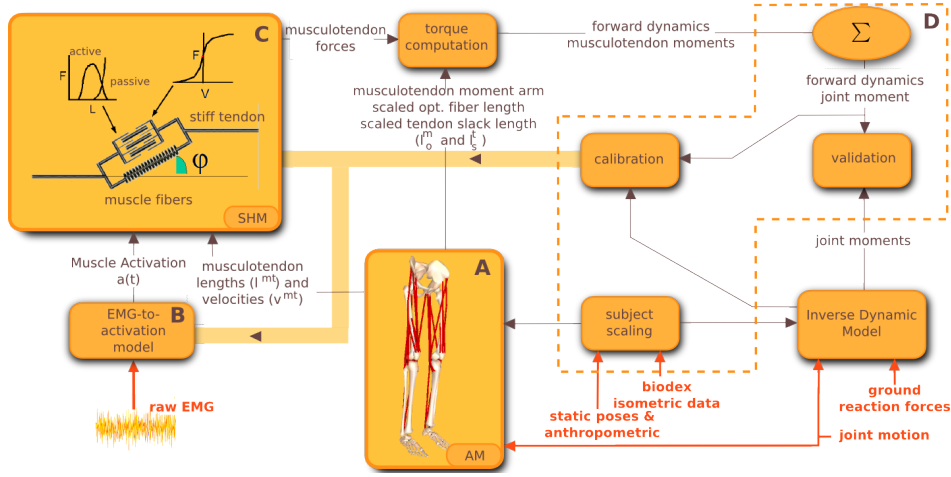 C
active
F
passive
L
F
V
stiff tendon
φ
muscle fibers
SHM
musculotendon
forces
torque
computation
forward dynamics
musculotendon moments
Σ
D
forward dynamics
joint moment
musculotendon moment arm
scaled opt. fiber length
scaled tendon slack length
(l^m_o and l^t_s)
calibration
validation
joint moments
Muscle Activation
a(t)
musculotendon
lengths (l^mt) and
velocities (v^mt)
EMG-to-
activation
model
B
raw EMG
A
AM
subject
scaling
Inverse Dynamic
Model
biodex
isometric data
static poses &
anthropometric
ground
reaction forces
joint motion